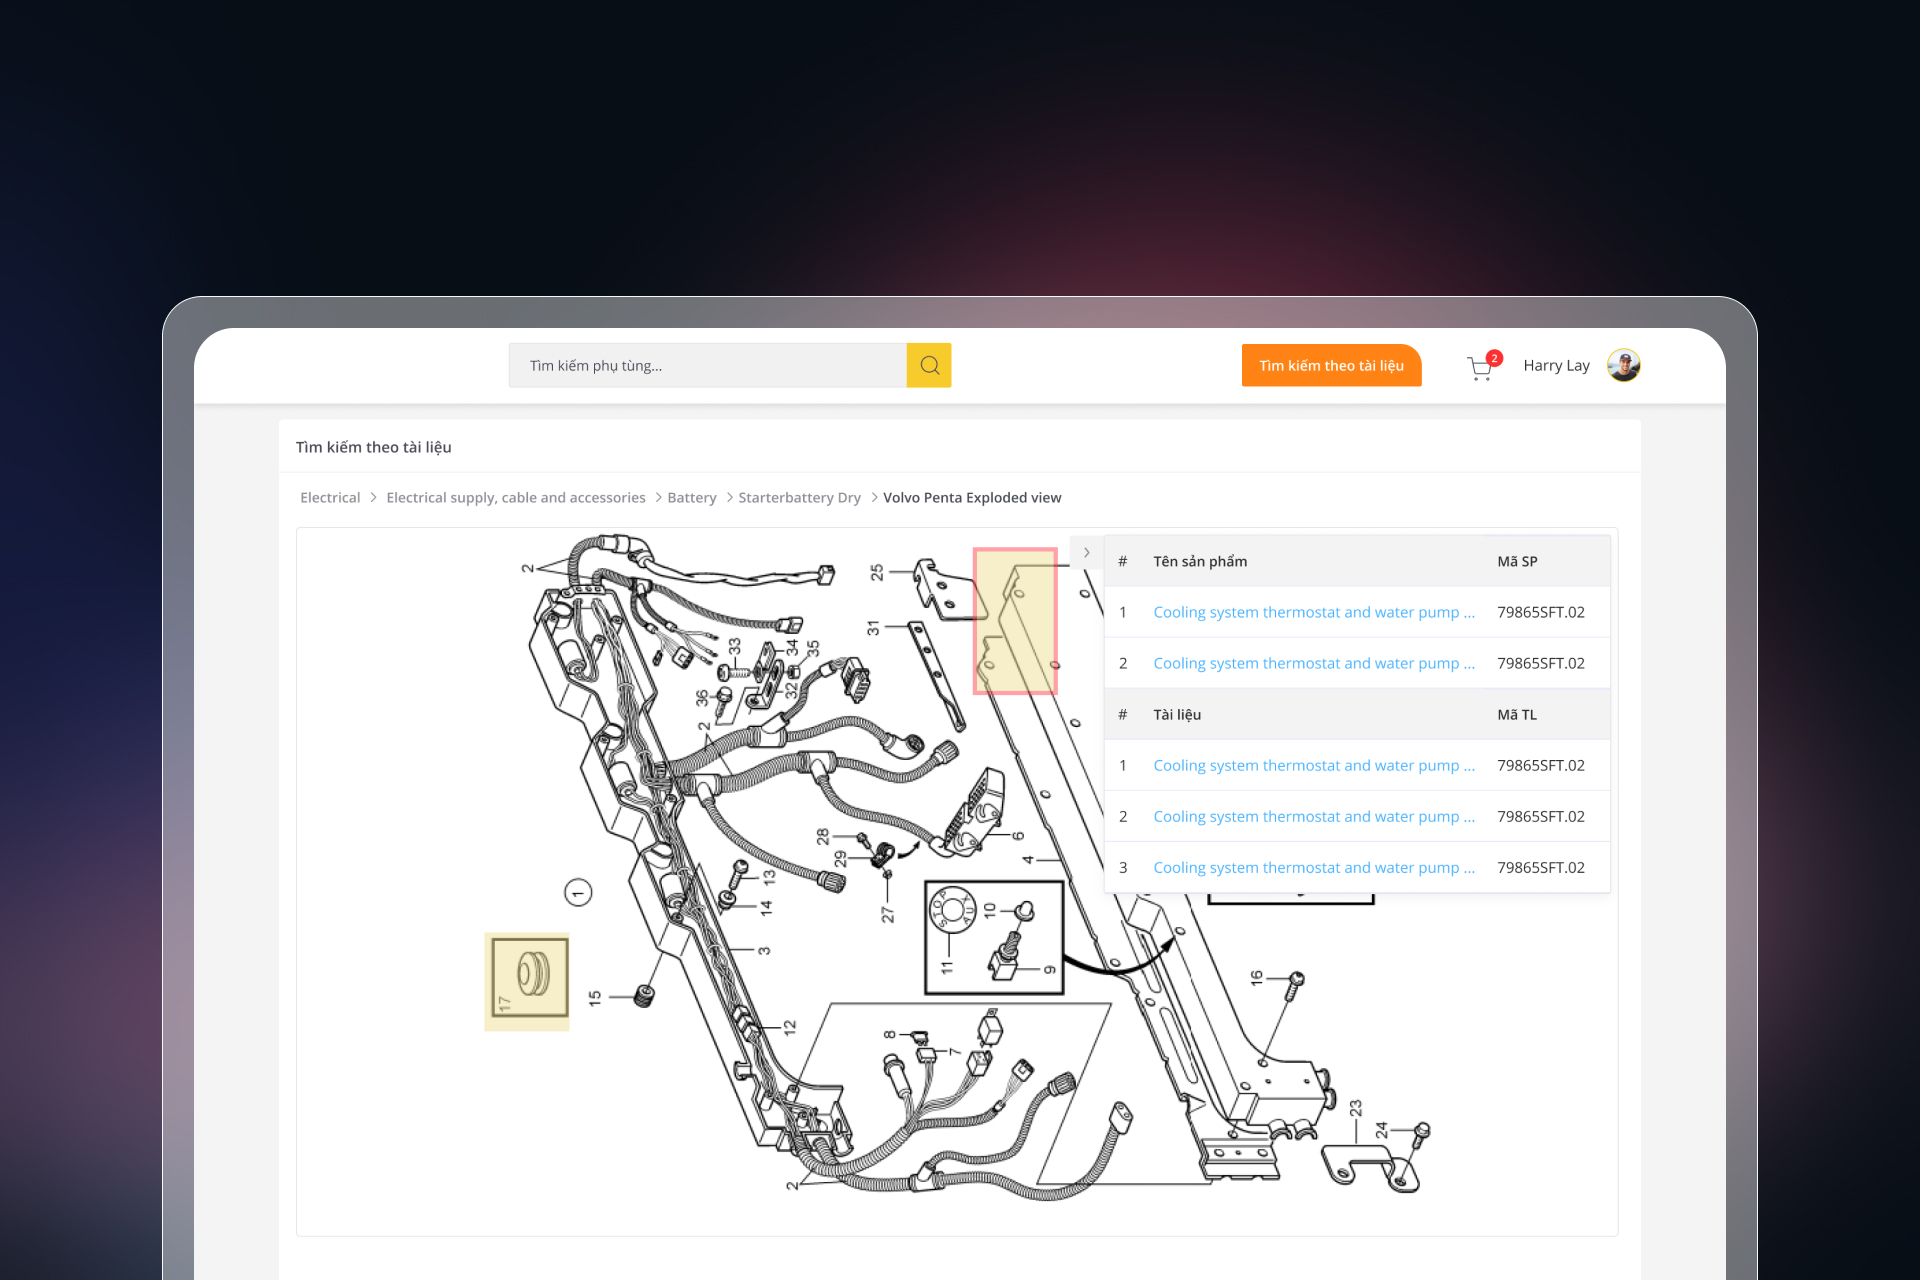 Tìm kiếm phụ tùng...
Tìm kiếm theo tài liệu
2
Harry Lay
Tìm kiếm theo tài liệu
Electrical > Electrical supply, cable and accessories > Battery > Starterbattery Dry > Volvo Penta Exploded view
# Tên sản phẩm Mã SP
1 Cooling system thermostat and water pump ... 79865SFT.02
2 Cooling system thermostat and water pump ... 79865SFT.02
# Tài liệu Mã TL
1 Cooling system thermostat and water pump ... 79865SFT.02
2 Cooling system thermostat and water pump ... 79865SFT.02
3 Cooling system thermostat and water pump ... 79865SFT.02
2
25
31
33
34
35
36
32
2
28
29
27
6
4
1
13
14
3
STOP
AUX
10
11
9
17
15
12
16
8
7
23
24
2